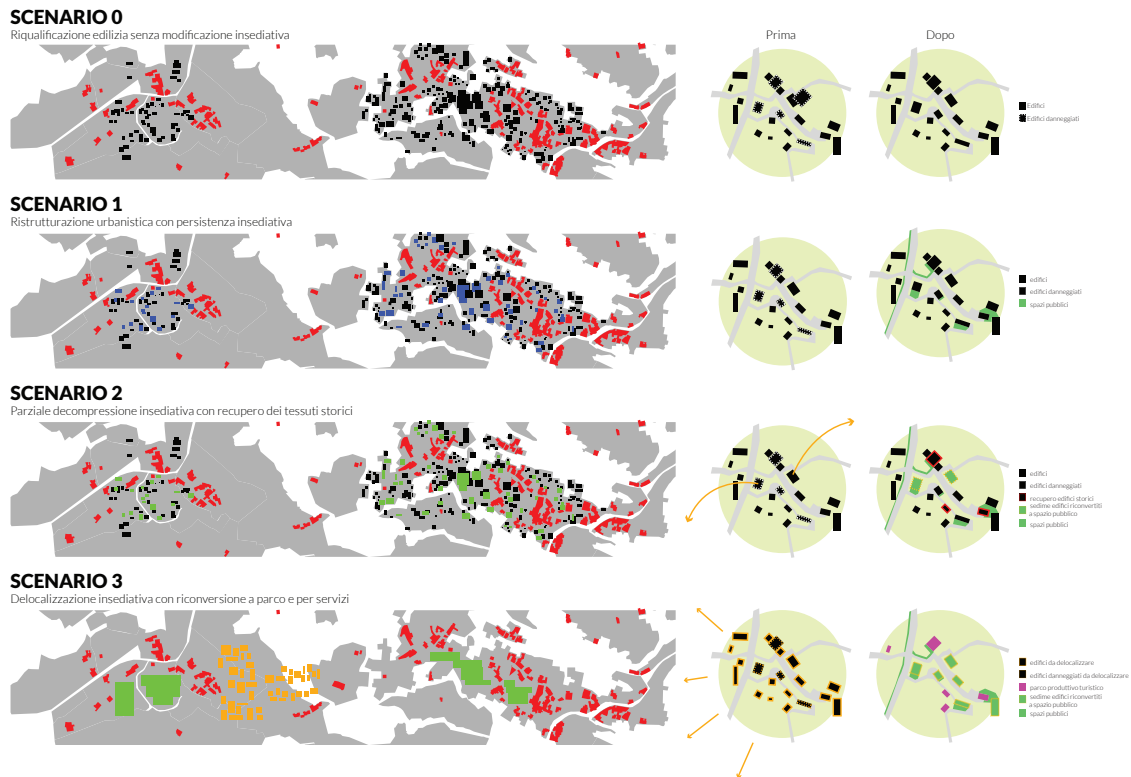 SCENARIO 0
Riqualificazione edilizia senza modificazione insediativa
Prima
Dopo
Edifici
Edifici danneggiati
SCENARIO 1
Ristrutturazione urbanistica con persistenza insediativa
edifici
edifici danneggiati
spazi pubblici
SCENARIO 2
Parziale decompressione insediativa con recupero dei tessuti storici
edifici
edifici danneggiati
recupero edifici storici
sedime edifici riconvertiti
a spazio pubblico
spazi pubblici
SCENARIO 3
Delocalizzazione insediativa con riconversione a parco e per servizi
edifici da delocalizzare
edifici danneggiati da delocalizzare
parco produttivo turistico
sedime edifici riconvertiti
a spazio pubblico
spazi pubblici